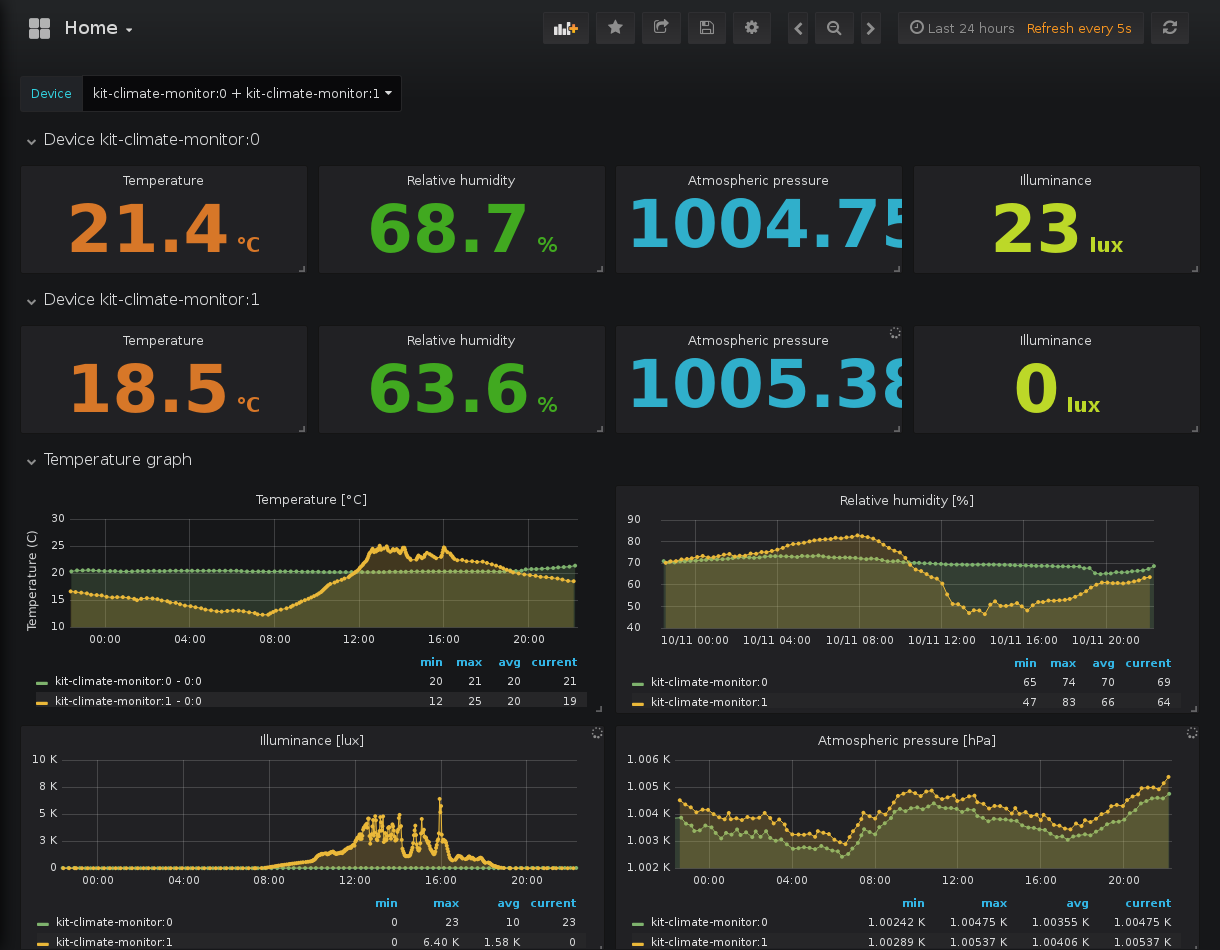 Home
Last 24 hours Refresh every 5s
Device kit-climate-monitor:0 + kit-climate-monitor:1
Device kit-climate-monitor:0
Temperature Relative humidity Atmospheric pressure Illuminance
21.4 °C 68.7 % 1004.75 23 lux
Device kit-climate-monitor:1
Temperature Relative humidity Atmospheric pressure Illuminance
18.5 °C 63.6 % 1005.38 0 lux
Temperature graph
Temperature [°C]
Temperature (C)
30
25
20
15
10
00:00 04:00 08:00 12:00 16:00 20:00
min max avg current
kit-climate-monitor:0 - 0:0 20 21 20 21
kit-climate-monitor:1 - 0:0 12 25 20 19
Relative humidity [%]
90
80
70
60
50
40
10/11 00:00 10/11 04:00 10/11 08:00 10/11 12:00 10/11 16:00 10/11 20:00
min max avg current
kit-climate-monitor:0 65 74 70 69
kit-climate-monitor:1 47 83 66 64
Illuminance [lux]
10 K
8 K
5 K
3 K
0
00:00 04:00 08:00 12:00 16:00 20:00
min max avg current
kit-climate-monitor:0 0 23 10 23
kit-climate-monitor:1 0 6.40 K 1.58 K 0
Atmospheric pressure [hPa]
1.006 K
1.005 K
1.004 K
1.003 K
1.002 K
00:00 04:00 08:00 12:00 16:00 20:00
min max avg current
kit-climate-monitor:0 1.00242 K 1.00475 K 1.00355 K 1.00475 K
kit-climate-monitor:1 1.00289 K 1.00537 K 1.00406 K 1.00537 K